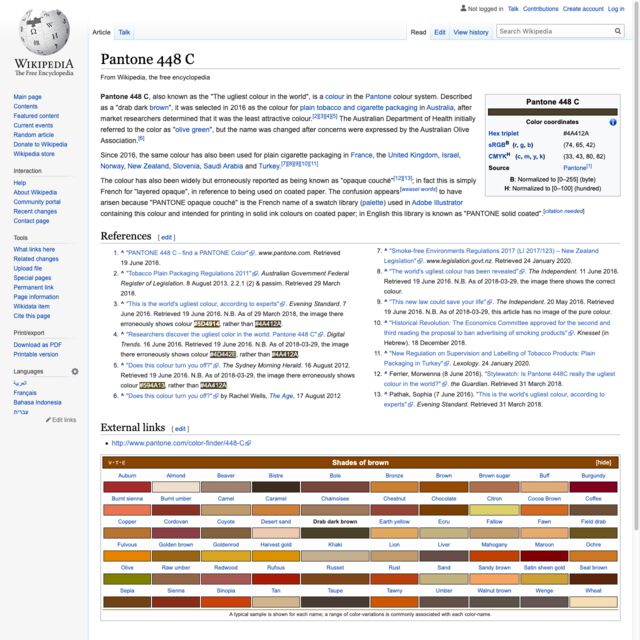 Not logged in Talk Contributions Create account Log in
Article Talk
Read Edit View history
Search Wikipedia
WIKIPEDIA
The Free Encyclopedia
Main page
Contents
Featured content
Current events
Random article
Donate to Wikipedia
Wikipedia store
Interaction
Help
About Wikipedia
Community portal
Recent changes
Contact page
Tools
What links here
Related changes
Upload file
Special pages
Permanent link
Page information
Wikidata item
Cite this page
Print/export
Download as PDF
Printable version
Languages
العربية
Français
Bahasa Indonesia
עברית
Edit links
Pantone 448 C
From Wikipedia, the free encyclopedia
Pantone 448 C, also known as the "The ugliest colour in the world", is a colour in the Pantone colour system. Described
as a "drab dark brown", it was selected in 2016 as the colour for plain tobacco and cigarette packaging in Australia, after
market researchers determined that it was the least attractive colour.[2][3][4][5] The Australian Department of Health initially
referred to the color as "olive green", but the name was changed after concerns were expressed by the Australian Olive
Association.[6]
Since 2016, the same colour has also been used for plain cigarette packaging in France, the United Kingdom, Israel,
Norway, New Zealand, Slovenia, Saudi Arabia and Turkey.[7][8][9][10][11]
The colour has also been widely but erroneously reported as being known as "opaque couché"[12][13]; in fact this is simply
French for "layered opaque", in reference to being used on coated paper. The confusion appears[weasel words] to have
arisen because "PANTONE opaque couché" is the French name of a swatch library (palette) used in Adobe Illustrator
containing this colour and intended for printing in solid ink colours on coated paper; in English this library is known as "PANTONE solid coated".[citation needed]
Pantone 448 C
Color coordinates
Hex triplet #4A412A
sRGBB (r, g, b) (74, 65, 42)
CMYKH (c, m, y, k) (33, 43, 80, 82)
Source Pantone[1]
B: Normalized to [0–255] (byte)
H: Normalized to [0–100] (hundred)
References [ edit ]
1. ^ "PANTONE 448 C - find a PANTONE Color". www.pantone.com. Retrieved
19 June 2016.
2. ^ "Tobacco Plain Packaging Regulations 2011". Australian Government Federal
Register of Legislation. 8 August 2013. 2.2.1 (2) & passim. Retrieved 29 March
2018.
3. ^ "This is the world's ugliest colour, according to experts". Evening Standard. 7
June 2016. Retrieved 19 June 2016. N.B. As of 29 March 2018, the image there
erroneously shows colour #5D4914, rather than #4A412A
4. ^ "Researchers discover the ugliest colour in the world: Pantone 448 C". Digital
Trends. 16 June 2016. Retrieved 19 June 2016. N.B. As of 2018-03-29, the image
there erroneously shows colour #4D442E, rather than #4A412A
5. ^ "Does this colour turn you off?". The Sydney Morning Herald. 16 August 2012.
Retrieved 19 June 2016. N.B. As of 2018-03-29, the image there erroneously shows
colour #594A13, rather than #4A412A
6. ^ "Does this colour turn you off?" by Rachel Wells, The Age, 17 August 2012
7. ^ "Smoke-free Environments Regulations 2017 (LI 2017/123) – New Zealand
Legislation". www.legislation.govt.nz. Retrieved 24 January 2020.
8. ^ "The world's ugliest colour has been revealed". The Independent. 11 June 2016.
Retrieved 19 June 2016. N.B. As of 2018-03-29, the image there shows the correct
colour.
9. ^ "This new law could save your life". The Independent. 20 May 2016. Retrieved
19 June 2016. N.B. As of 2018-03-29, this article has no image of the pure colour.
10. ^ "Historical Revolution: The Economics Committee approved for the second and
third reading the proposal to ban advertising of smoking products". Knesset (in
Hebrew). 18 December 2018.
11. ^ "New Regulation on Supervision and Labelling of Tobacco Products: Plain
Packaging in Turkey". Lexology. 24 January 2020.
12. ^ Ferrier, Morwenna (8 June 2016). "Stylewatch: Is Pantone 448C really the ugliest
colour in the world?". the Guardian. Retrieved 31 March 2018.
13. ^ Pathak, Sophia (7 June 2016). "This is the world's ugliest colour, according to
experts". Evening Standard. Retrieved 31 March 2018.
External links [ edit ]
http://www.pantone.com/color-finder/448-C
V·T·E Shades of brown [hide]
Auburn Almond Beaver Bistre Bole Bronze Brown Brown sugar Buff Burgundy
Burnt sienna Burnt umber Camel Caramel Chamoisee Chestnut Chocolate Citron Cocoa Brown Coffee
Copper Cordovan Coyote Desert sand Drab dark brown Earth yellow Ecru Fallow Fawn Field drab
Fulvous Golden brown Goldenrod Harvest gold Khaki Lion Liver Mahogany Maroon Ochre
Olive Raw umber Redwood Rufous Russet Rust Sand Sandy brown Satin sheen gold Seal brown
Sepia Sienna Sinopia Tan Taupe Tawny Umber Walnut brown Wenge Wheat
A typical sample is shown for each name; a range of color-variations is commonly associated with each color-name.